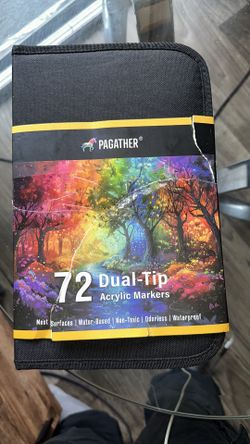 PAGATHER®
72 Dual-Tip
Acrylic Markers
Most Surfaces | Water-Based | Non-Toxic | Odorless | Waterproof